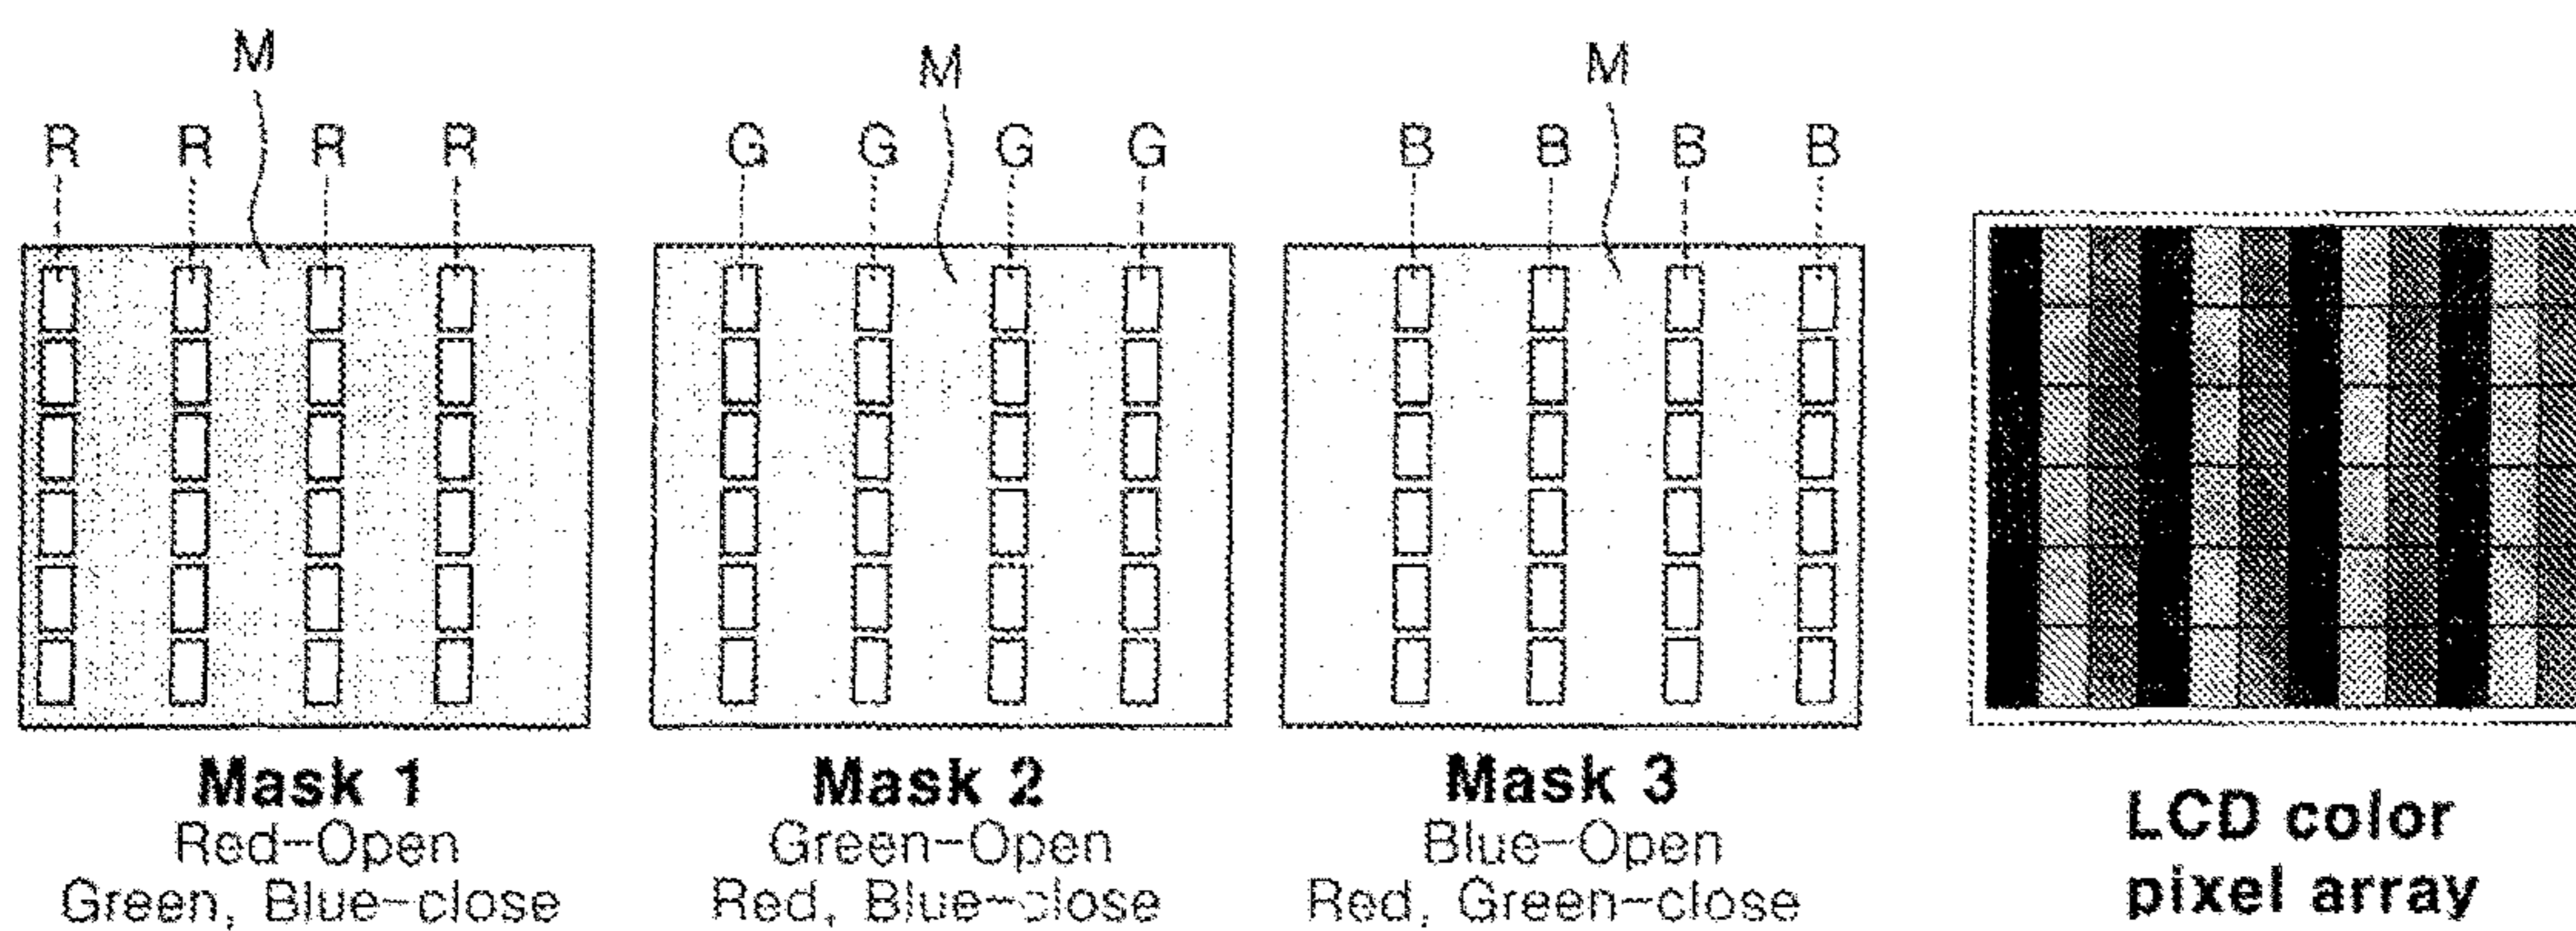 M
M
M
R R R R
G G G G
B B B B
Mask 1
Red-Open
Green, Blue-close
Mask 2
Green-Open
Red, Blue-close
Mask 3
Blue-Open
Red, Green-close
LCD color
pixel array